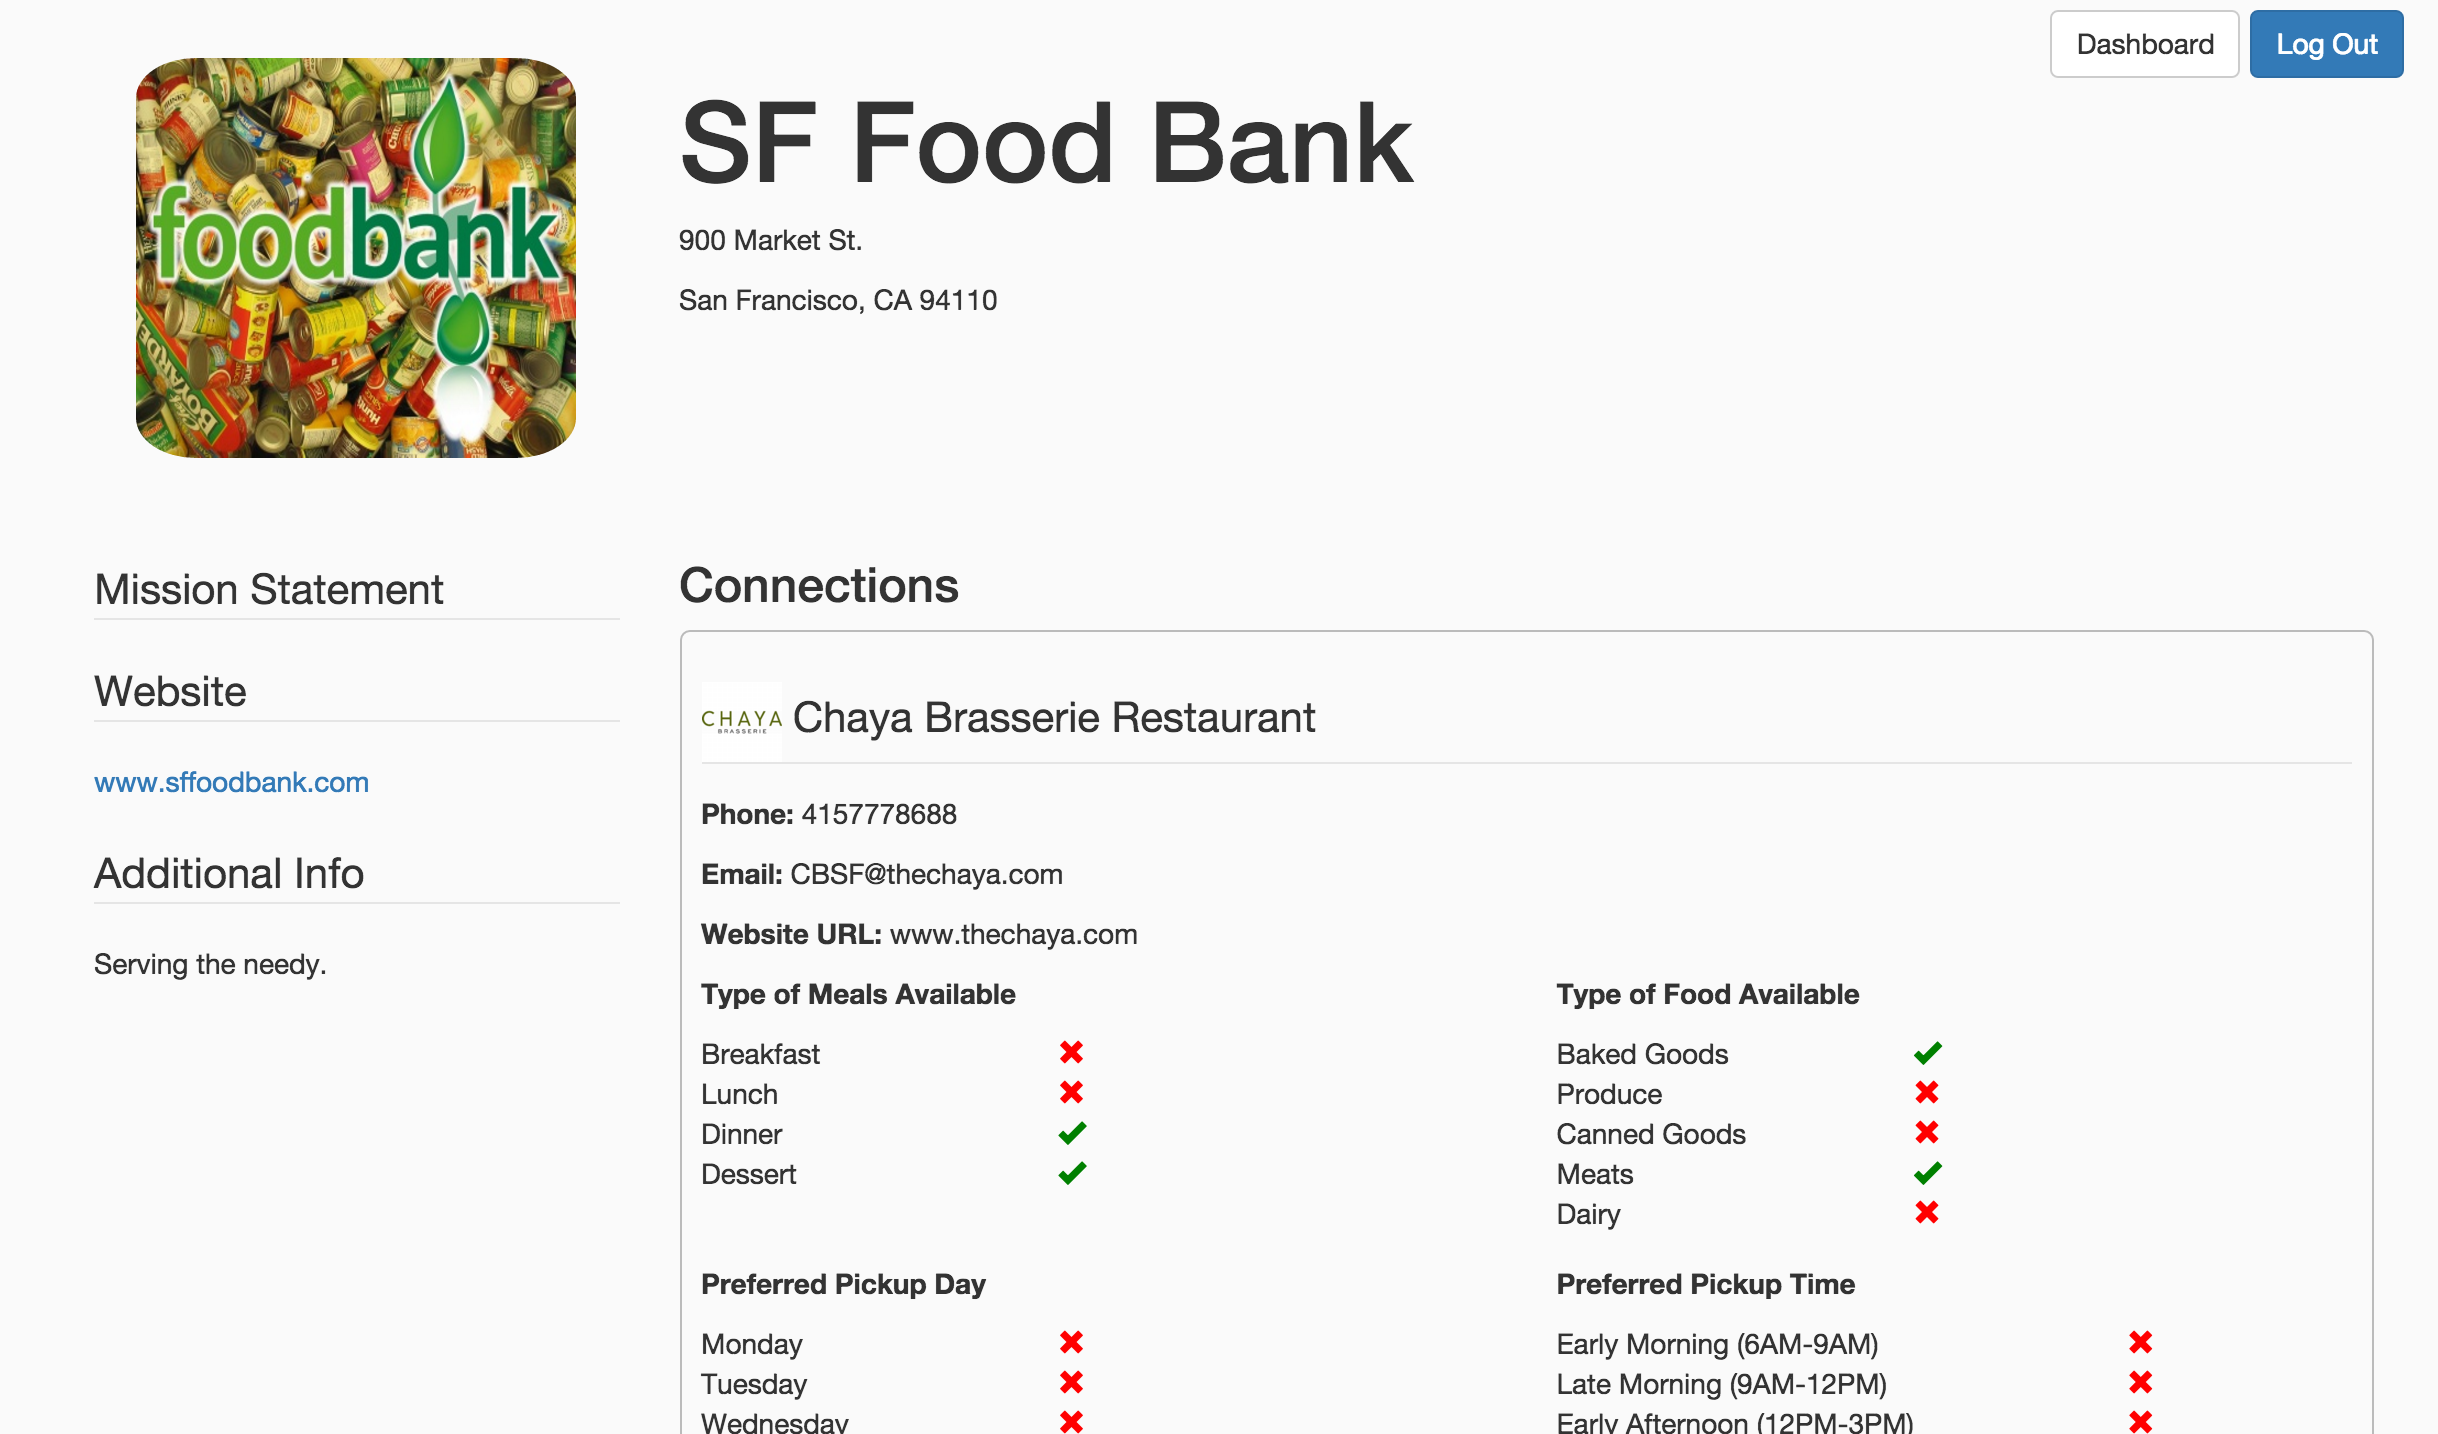 Dashboard
Log Out
foodbank
SF Food Bank
900 Market St.
San Francisco, CA 94110
BOYARDE
Mission Statement
Website
www.sffoodbank.com
Additional Info
Serving the needy.
Connections
CHAYA
BRASSERIE
Chaya Brasserie Restaurant
Phone: 4157778688
Email: CBSF@thechaya.com
Website URL: www.thechaya.com
Type of Meals Available
Breakfast
Lunch
Dinner
Dessert
Type of Food Available
Baked Goods
Produce
Canned Goods
Meats
Dairy
Preferred Pickup Day
Monday
Tuesday
Wednesday
Preferred Pickup Time
Early Morning (6AM-9AM)
Late Morning (9AM-12PM)
Early Afternoon (12PM-3PM)